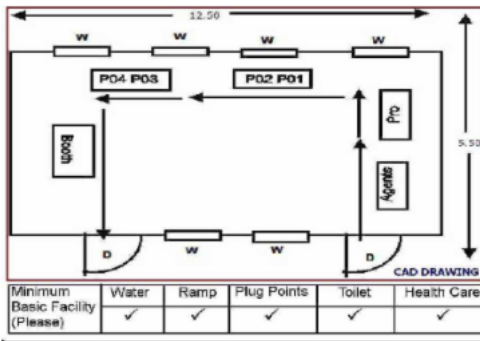 12.50
W W W W
P04 P03 P02 P01
Pro
5.50
Booth
Agents
D W W D
CAD DRAWING
Minimum Basic Facility (Please) Water Ramp Plug Points Toilet Health Care
✓ ✓ ✓ ✓ ✓